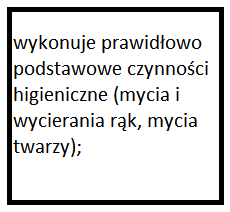 wykonuje prawidłowo
podstawowe czynności
higieniczne (mycia i
wycierania rąk, mycia
twarzy);